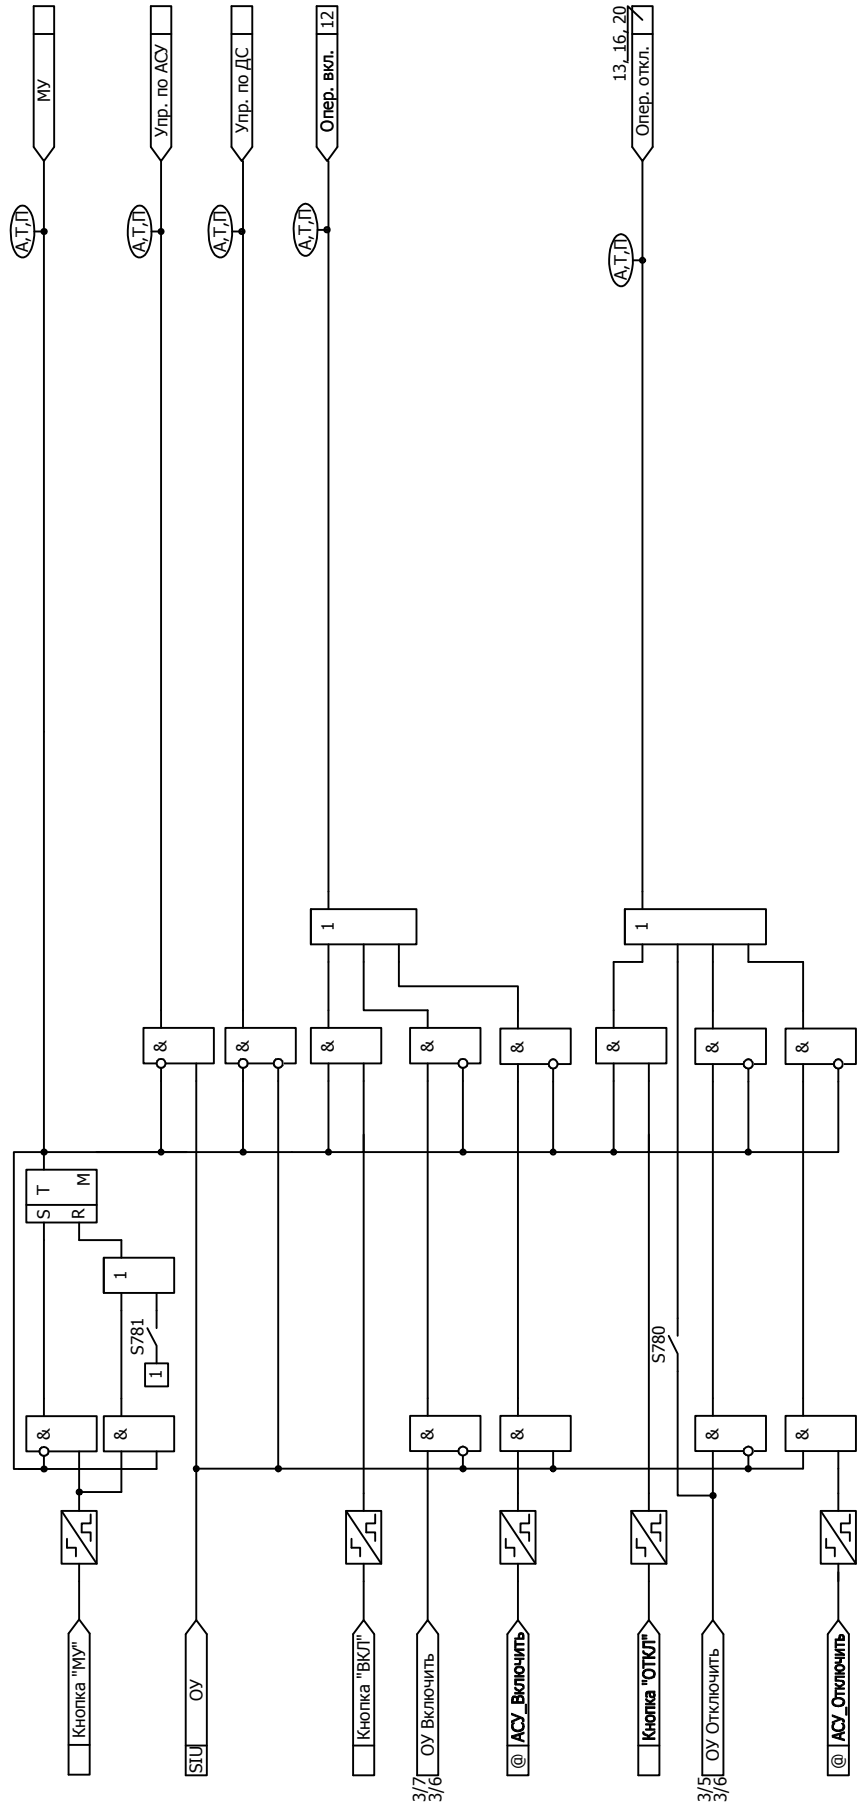 МУ
Упр. по АСУ
Упр. по ДС
Опер. вкл. 12
13, 16, 20
Опер. откл.
А,Т,П
А,Т,П
А,Т,П
А,Т,П
А,Т,П
1
1
&
&
&
&
&
&
&
&
S T
R M
1
S781
1
S780
&
&
&
&
&
&
Кнопка "МУ"
SIU ОУ
Кнопка "ВКЛ"
3/7
3/6
ОУ Включить
@ АСУ_Включить
Кнопка "ОТКЛ"
3/5
3/6
ОУ Отключить
@ АСУ_Отключить